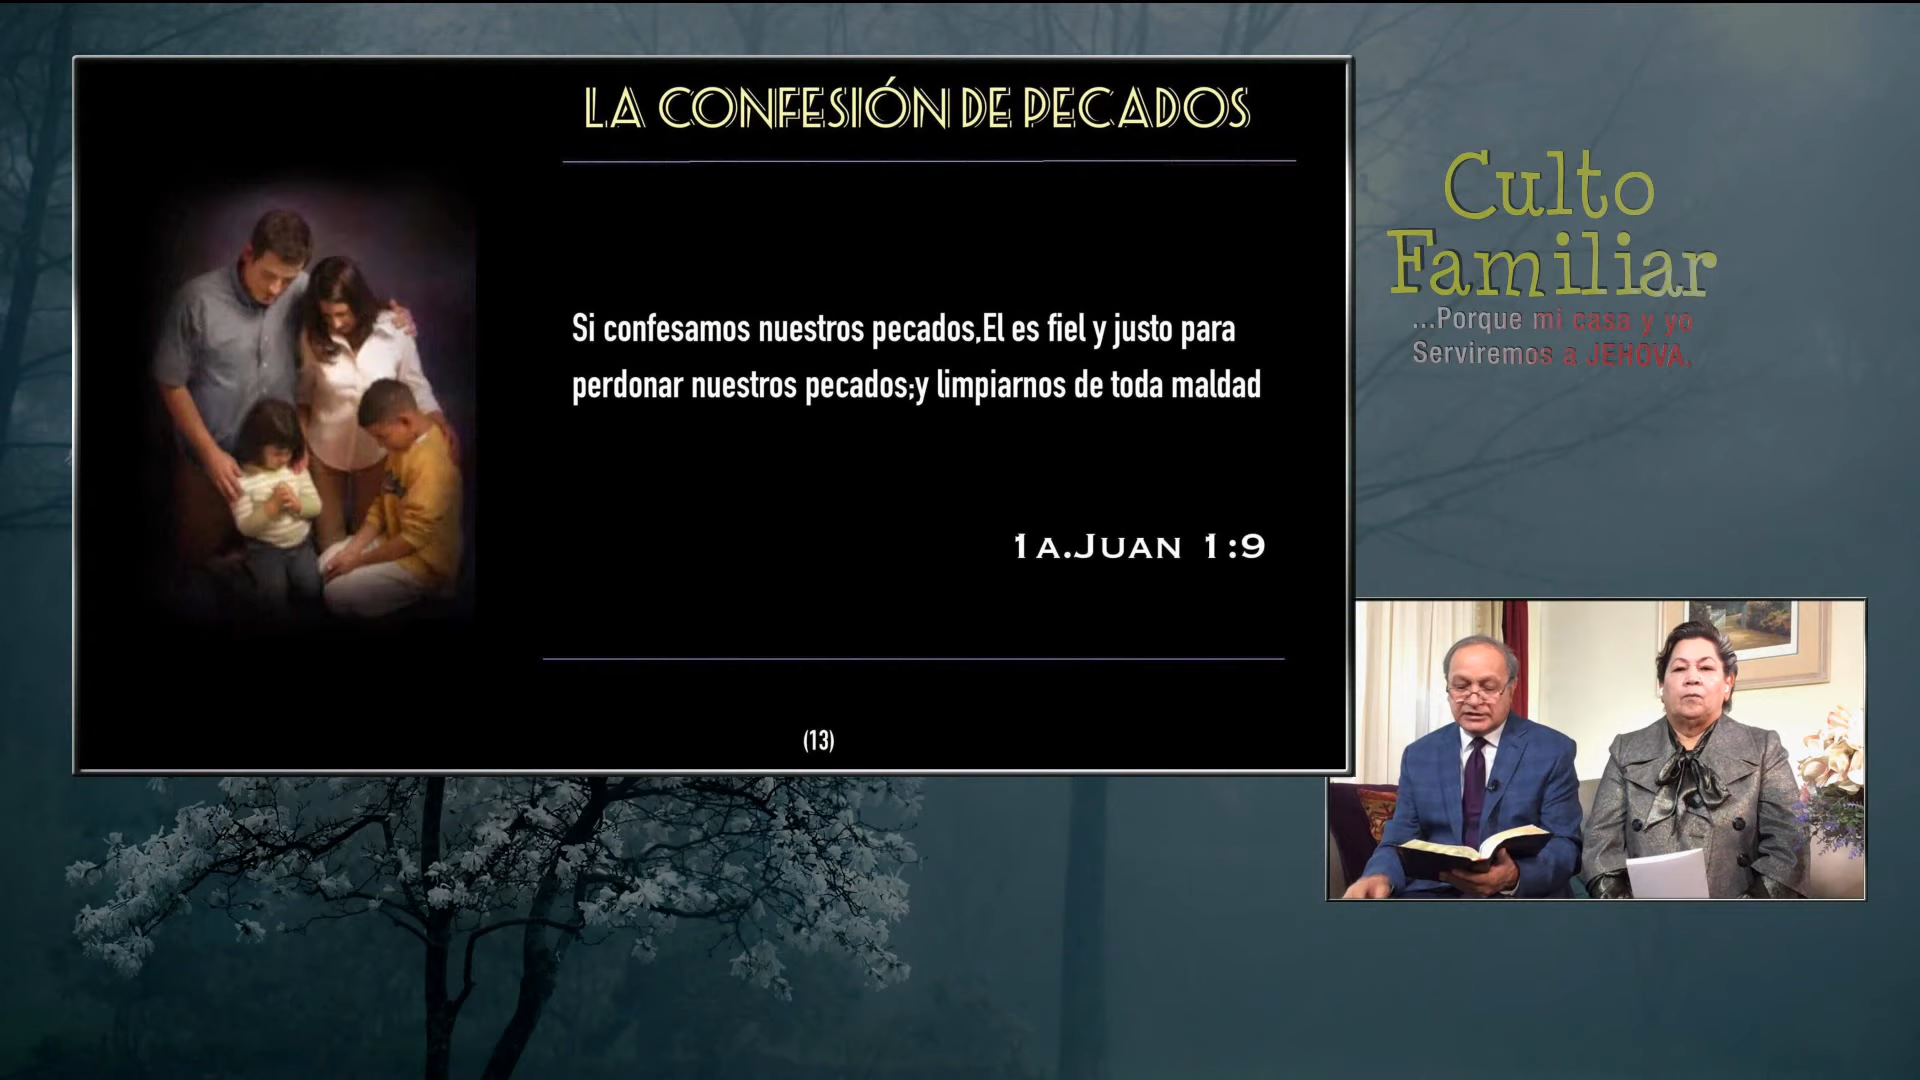 LA CONFESIÓN DE PECADOS
Si confesamos nuestros pecados,El es fiel y justo para
perdonar nuestros pecados;y limpiarnos de toda maldad
1a.Juan 1:9
(13)
Culto
Familiar
...Porque mi casa y yo
Serviremos a JEHOVA.